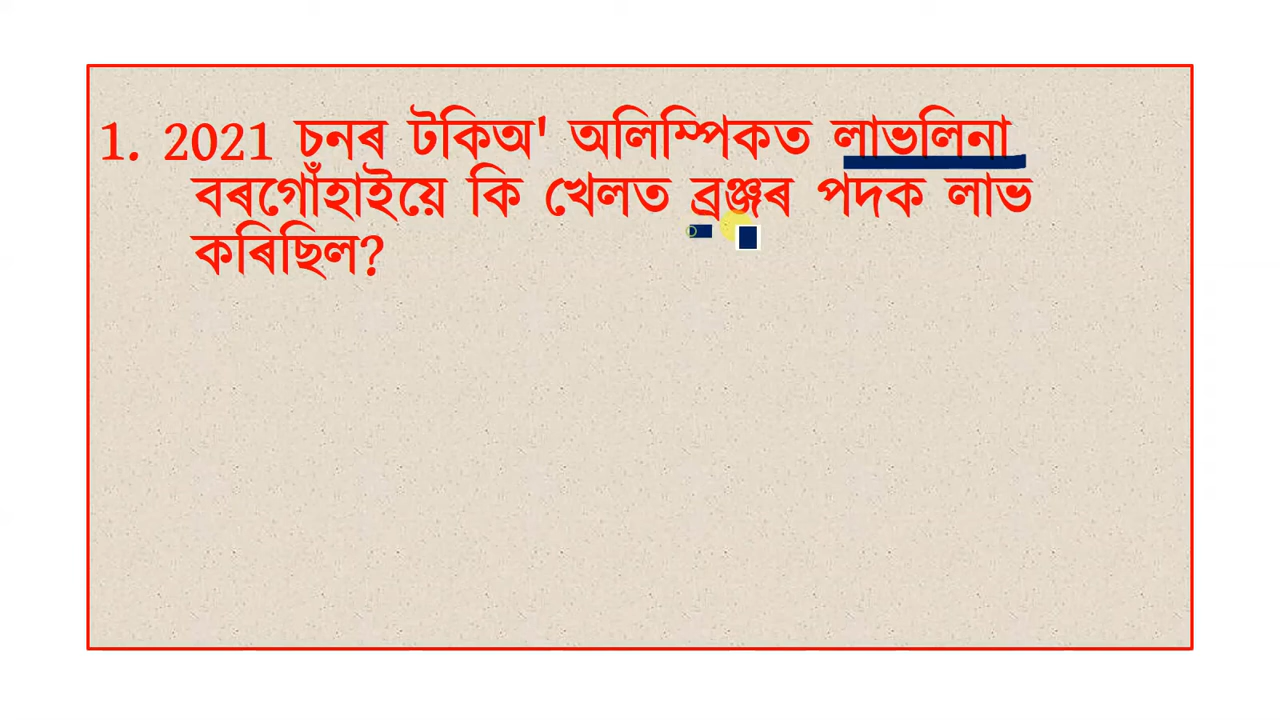 1. 2021 চনৰ টকিঅ' অলিম্পিকত লাভলিনা
বৰগোঁহাইয়ে কি খেলত ব্ৰঞ্জৰ পদক লাভ
কৰিছিল?